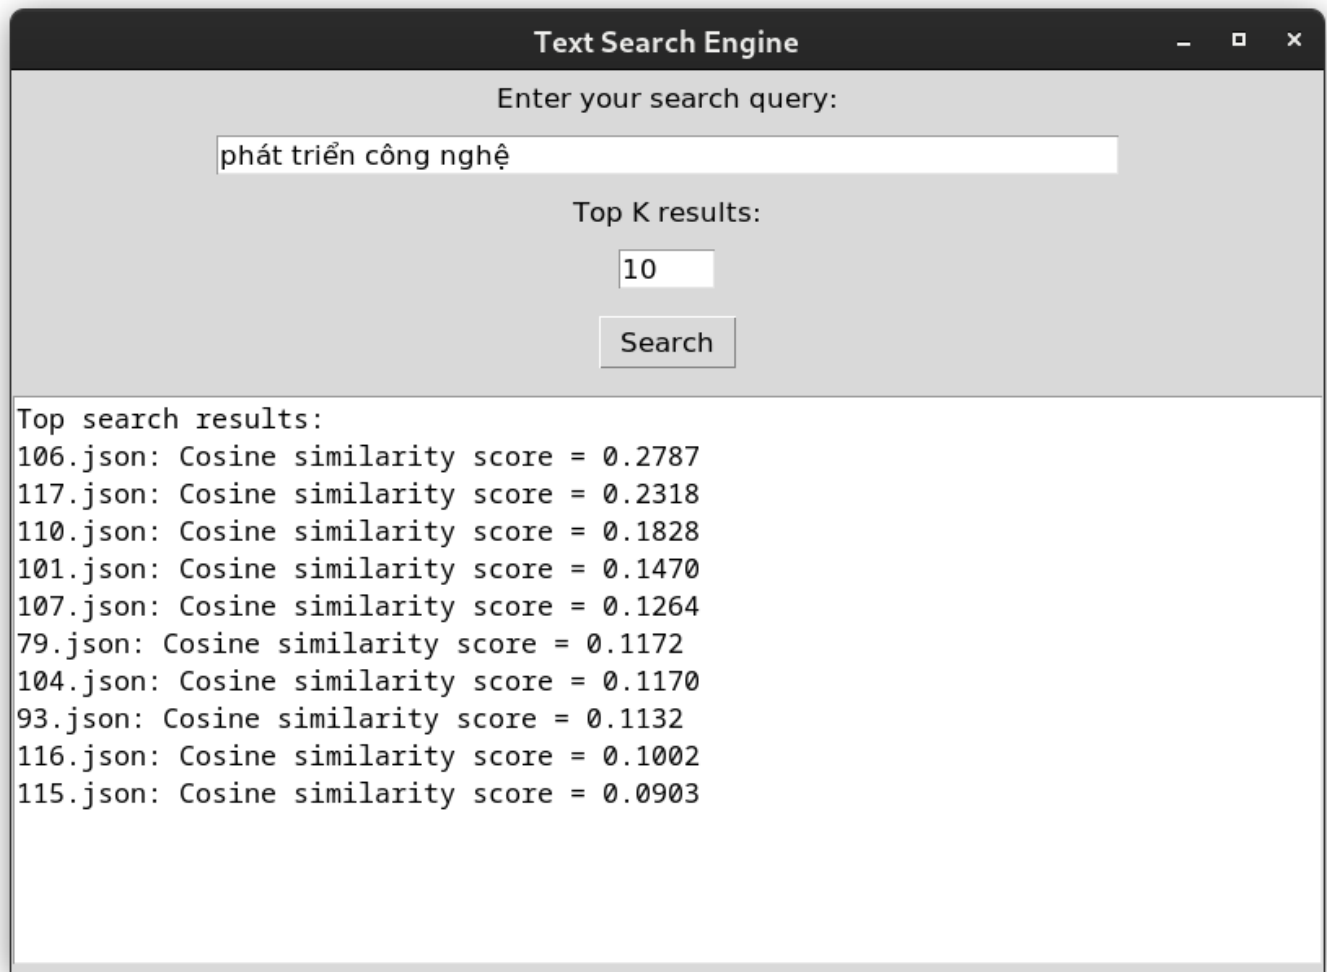 Text Search Engine
Enter your search query:
phát triển công nghệ
Top K results:
10
Search
Top search results:
106.json: Cosine similarity score = 0.2787
117.json: Cosine similarity score = 0.2318
110.json: Cosine similarity score = 0.1828
101.json: Cosine similarity score = 0.1470
107.json: Cosine similarity score = 0.1264
79.json: Cosine similarity score = 0.1172
104.json: Cosine similarity score = 0.1170
93.json: Cosine similarity score = 0.1132
116.json: Cosine similarity score = 0.1002
115.json: Cosine similarity score = 0.0903